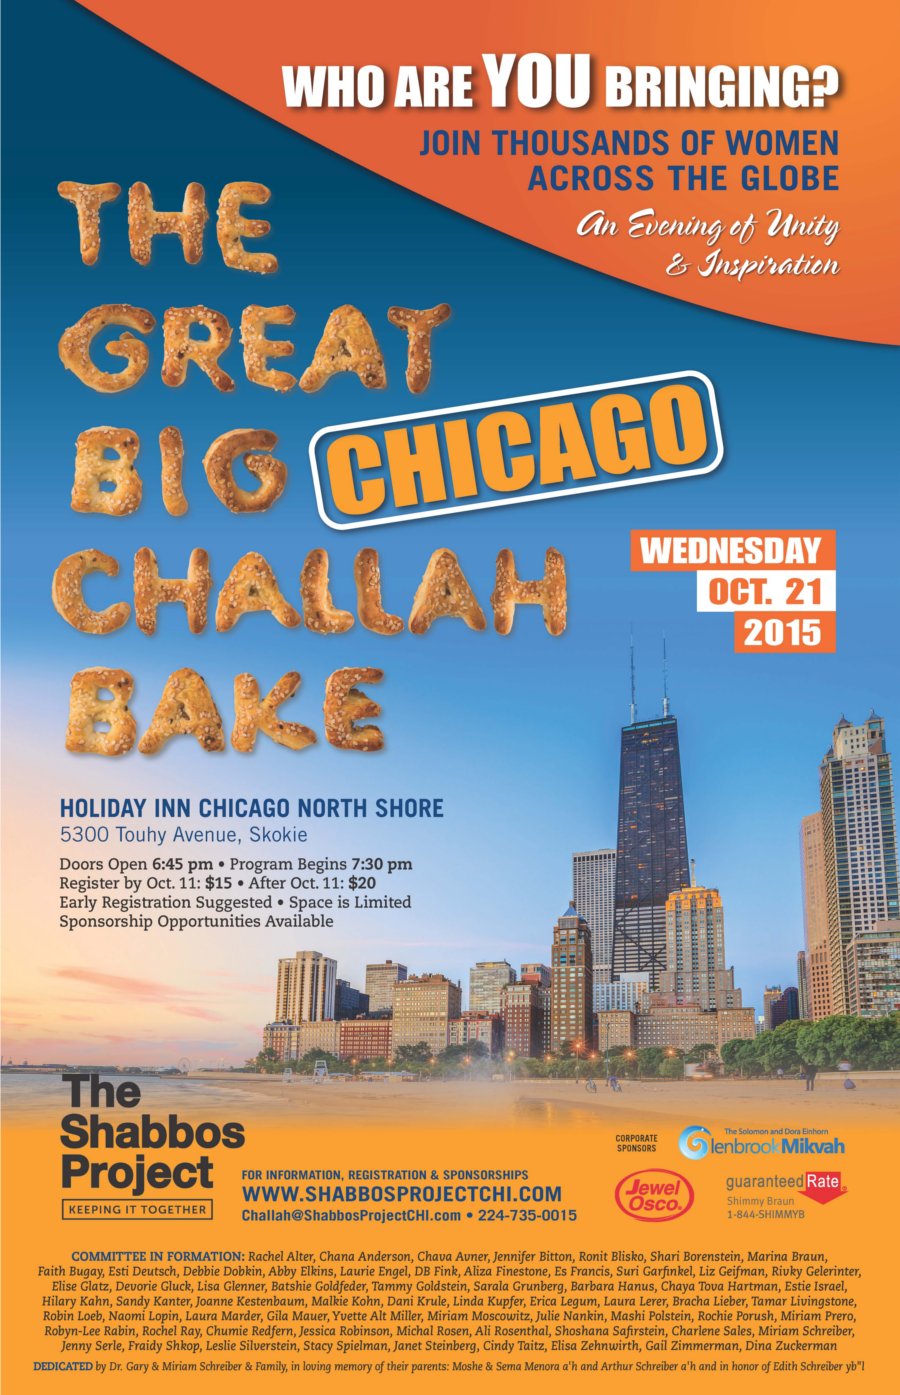 WHO ARE YOU BRINGING?
JOIN THOUSANDS OF WOMEN
ACROSS THE GLOBE
An Evening of Unity
& Inspiration
THE
GREAT
BIG
CHICAGO
CHALLAH
BAKE
WEDNESDAY
OCT. 21
2015
HOLIDAY INN CHICAGO NORTH SHORE
5300 Touhy Avenue, Skokie
Doors Open 6:45 pm • Program Begins 7:30 pm
Register by Oct. 11: $15 • After Oct. 11: $20
Early Registration Suggested • Space is Limited
Sponsorship Opportunities Available
The
Shabbos
Project
KEEPING IT TOGETHER
FOR INFORMATION, REGISTRATION & SPONSORSHIPS
WWW.SHABBOSPROJECTCHI.COM
Challah@ShabbosProjectCHI.com • 224-735-0015
CORPORATE
SPONSORS
The Solomon and Dora Einhorn
Glenbrook Mikvah
Jewel
Osco.
guaranteed Rate
Shimmy Braun
1-844-SHIMMYB
COMMITTEE IN FORMATION: Rachel Alter, Chana Anderson, Chava Avner, Jennifer Bitton, Ronit Blisko, Shari Borenstein, Marina Braun,
Faith Bugay, Esti Deutsch, Debbie Dobkin, Abby Elkins, Laurie Engel, DB Fink, Aliza Finestone, Es Francis, Suri Garfinkel, Liz Geifman, Rivky Gelerinter,
Elise Glatz, Devorie Gluck, Lisa Glenner, Batshie Goldfeder, Tammy Goldstein, Sarala Grunberg, Barbara Hanus, Chaya Tova Hartman, Estie Israel,
Hilary Kahn, Sandy Kanter, Joanne Kestenbaum, Malkie Kohn, Dani Krule, Linda Kupfer, Erica Legum, Laura Lerer, Bracha Lieber, Tamar Livingstone,
Robin Loeb, Naomi Lopin, Laura Marder, Gila Mauer, Yvette Alt Miller, Miriam Moscowitz, Julie Nankin, Mashi Polstein, Rochie Porush, Miriam Prero,
Robyn-Lee Rabin, Rochel Ray, Chumie Redfern, Jessica Robinson, Michal Rosen, Ali Rosenthal, Shoshana Safirstein, Charlene Sales, Miriam Schreiber,
Jenny Serle, Fraidy Shkop, Leslie Silverstein, Stacy Spielman, Janet Steinberg, Cindy Taitz, Elisa Zehnwirth, Gail Zimmerman, Dina Zuckerman
DEDICATED by Dr. Gary & Miriam Schreiber & Family, in loving memory of their parents: Moshe & Sema Menora a'h and Arthur Schreiber a'h and in honor of Edith Schreiber yb"l